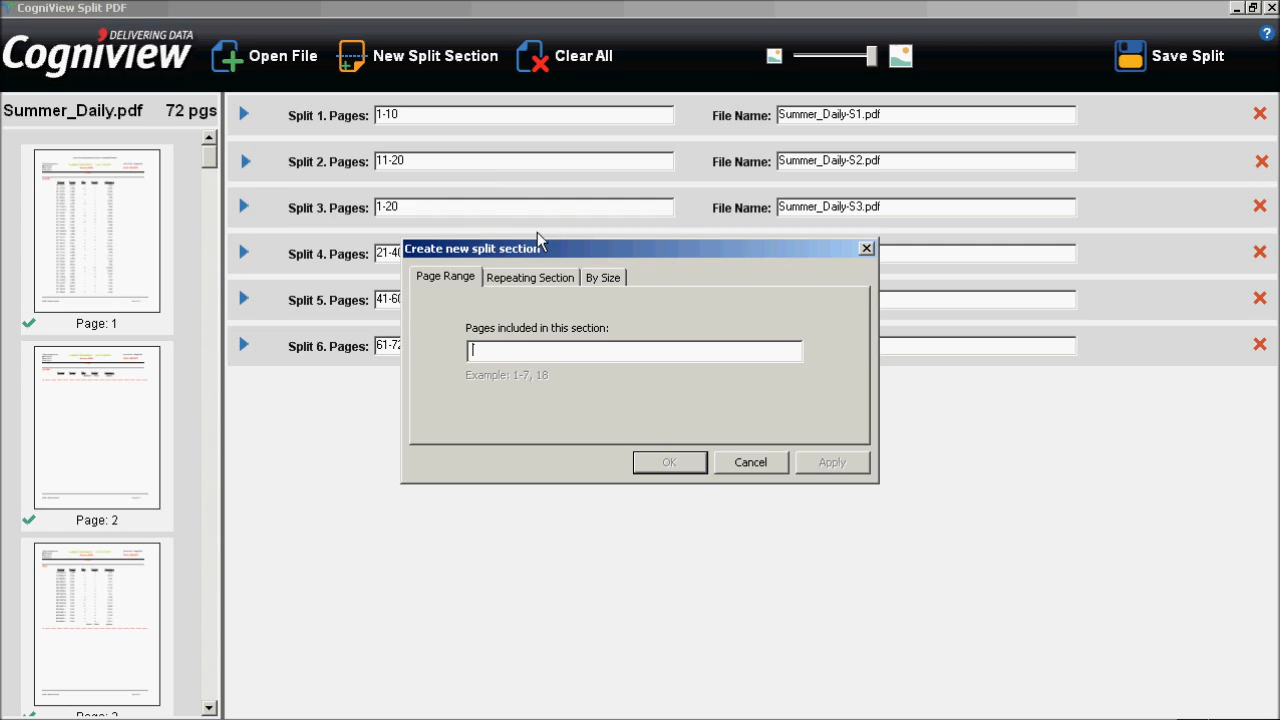 CogniView Split PDF
DELIVERING DATA
Cogniview
Open File
New Split Section
Clear All
Save Split
?
Summer_Daily.pdf 72 pgs
Page: 1
Page: 2
Split 1. Pages: 1-10 File Name: Summer_Daily-S1.pdf
Split 2. Pages: 11-20 File Name: Summer_Daily-S2.pdf
Split 3. Pages: 1-20 File Name: Summer_Daily-S3.pdf
Split 4. Pages: 21-40
Split 5. Pages: 41-60
Split 6. Pages: 61-72
Create new split section
Page Range Repeating Section By Size
Pages included in this section:
Example: 1-7, 18
OK Cancel Apply